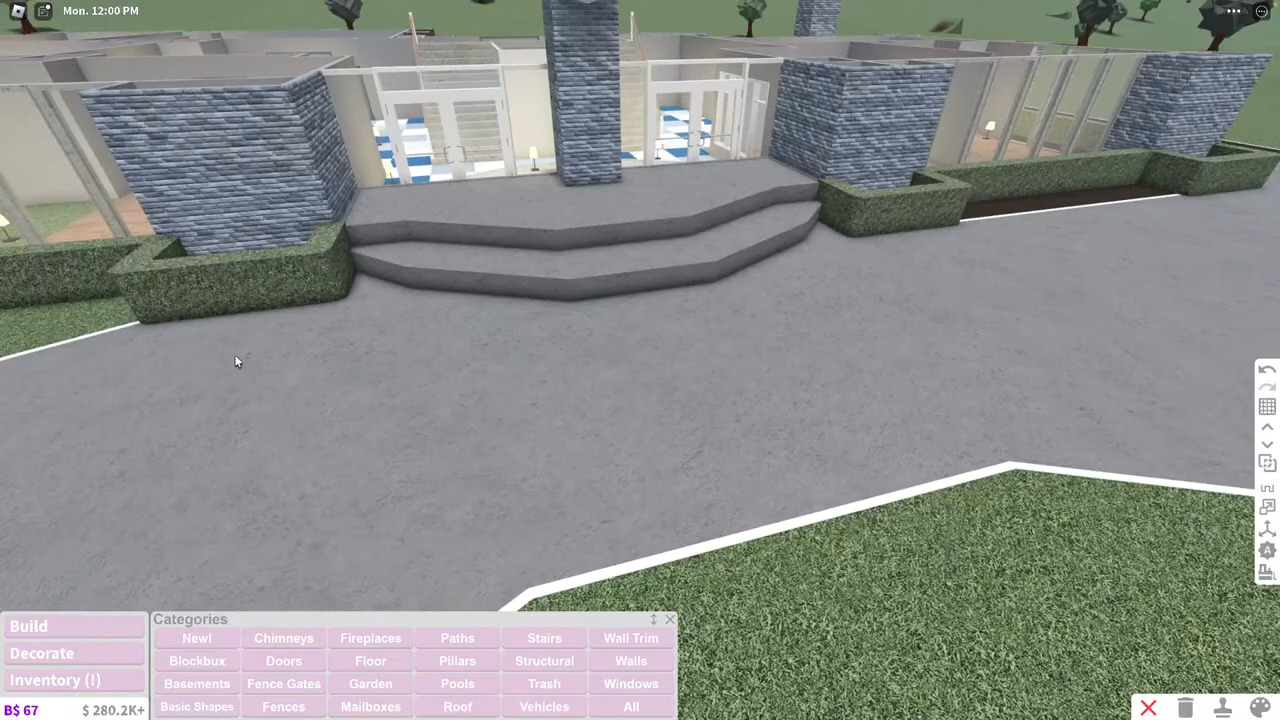 Mon. 12:00 PM
Categories
Build
New! Chimneys Fireplaces Paths Stairs Wall Trim
Decorate
Blockbux Doors Floor Pillars Structural Walls
Inventory (!)
Basements Fence Gates Garden Pools Trash Windows
B$ 67 $ 280.2K+
Basic Shapes Fences Mailboxes Roof Vehicles All